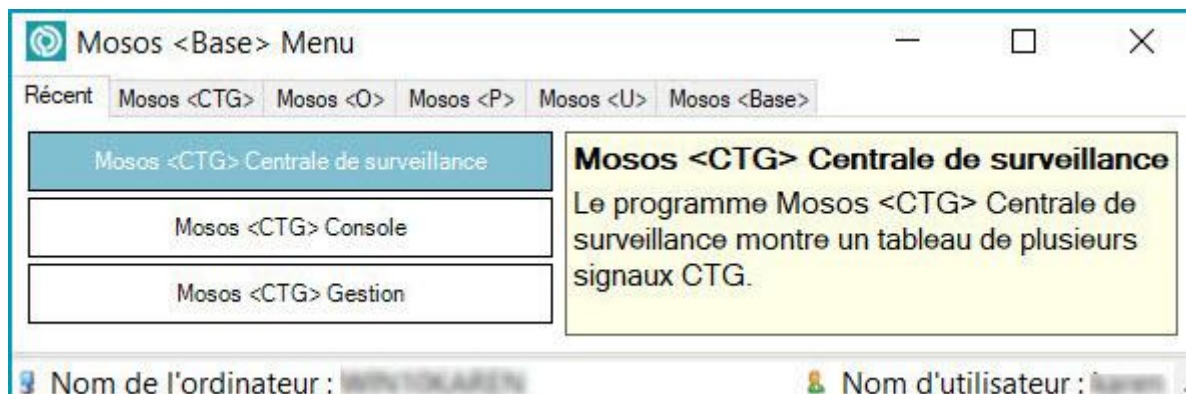 Mosos <Base> Menu
Récent Mosos <CTG> Mosos <O> Mosos <P> Mosos <U> Mosos <Base>
Mosos <CTG> Centrale de surveillance
Mosos <CTG> Console
Mosos <CTG> Gestion
Mosos <CTG> Centrale de surveillance
Le programme Mosos <CTG> Centrale de
surveillance montre un tableau de plusieurs
signaux CTG.
Nom de l'ordinateur :
Nom d'utilisateur :